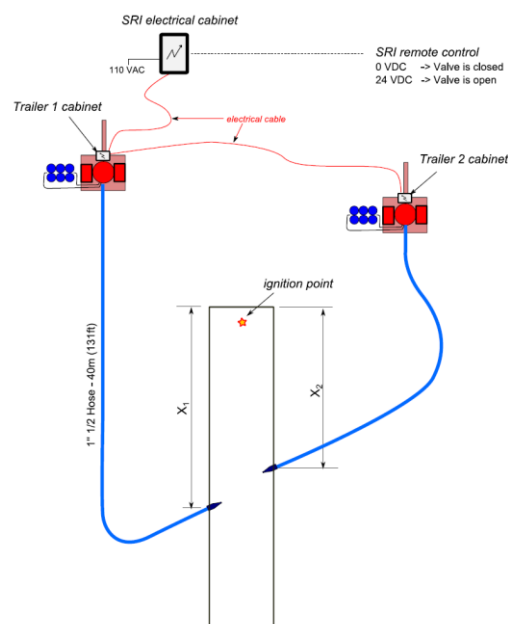 SRI electrical cabinet
110 VAC
SRI remote control
0 VDC -> Valve is closed
24 VDC -> Valve is open
Trailer 1 cabinet
electrical cable
Trailer 2 cabinet
ignition point
1" 1/2 Hose - 40m (131ft)
X1
X2